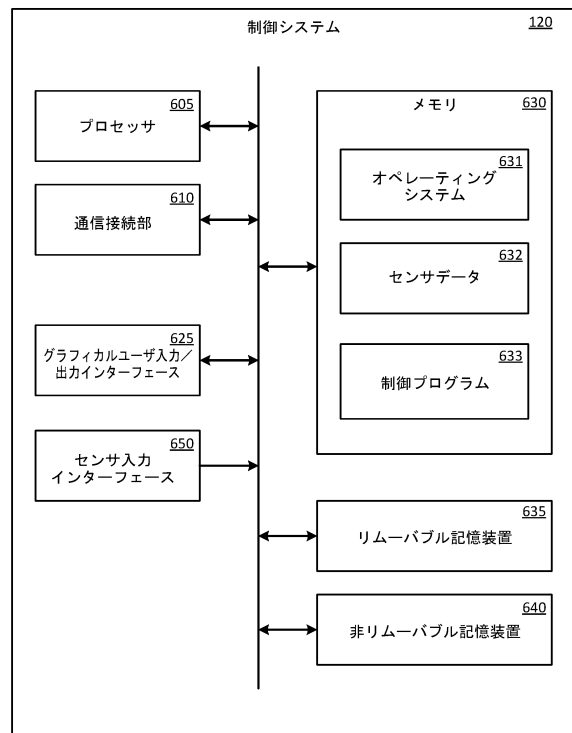 制御システム
120
605
プロセッサ
610
通信接続部
625
グラフィカルユーザ入力／
出力インターフェース
650
センサ入力
インターフェース
メモリ
630
631
オペレーティング
システム
632
センサデータ
633
制御プログラム
635
リムーバブル記憶装置
640
非リムーバブル記憶装置